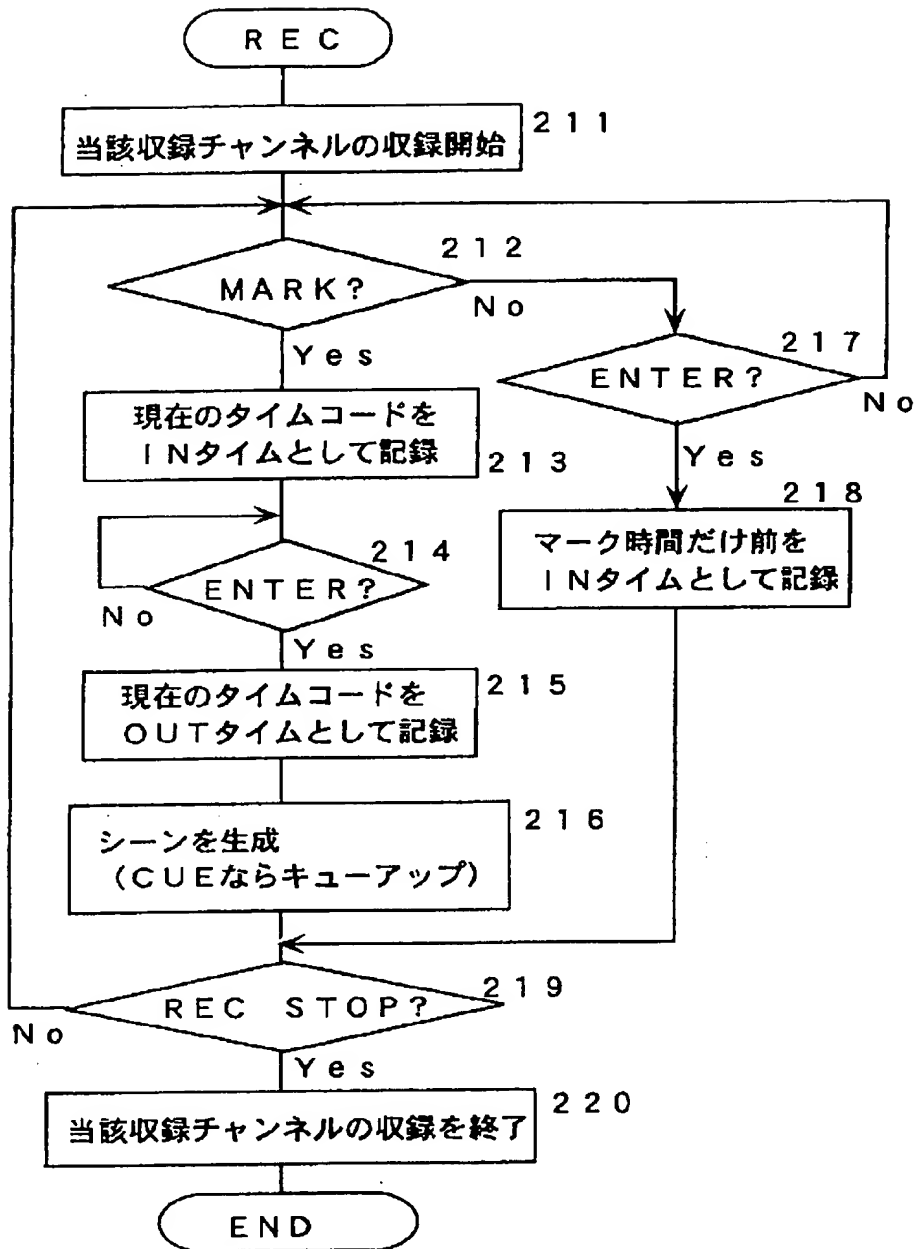 REC
当該収録チャンネルの収録開始
211
MARK?
212
No
Yes
ENTER?
217
No
Yes
現在のタイムコードを
INタイムとして記録
213
マーク時間だけ前を
INタイムとして記録
218
ENTER?
214
No
Yes
現在のタイムコードを
OUTタイムとして記録
215
シーンを生成
(CUEならキューアップ)
216
REC STOP?
219
No
Yes
当該収録チャンネルの収録を終了
220
END